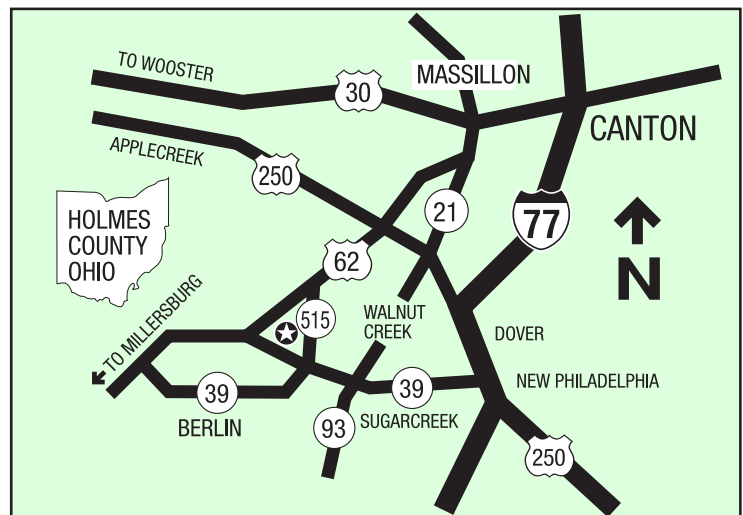 TO WOOSTER
MASSILLON
30
CANTON
APPLECREEK
250
21
77
HOLMES
COUNTY
OHIO
62
N
515
WALNUT
CREEK
TO MILLERSBURG
DOVER
39
39
NEW PHILADELPHIA
BERLIN
93
SUGARCREEK
250